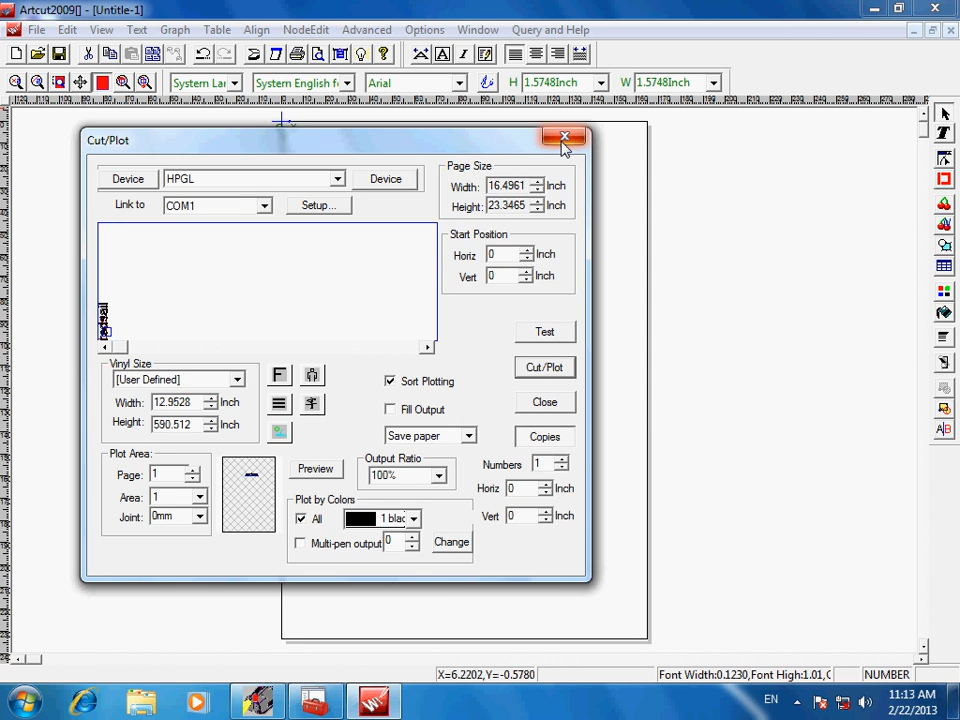 Artcut2009[] - [Untitle-1]
File Edit View Text Graph Table Align NodeEdit Advanced Options Window Query and Help
System Lar System English f Arial H 1.5748Inch W 1.5748Inch
Cut/Plot
Device HPGL Device
Link to COM1 Setup...
Page Size
Width: 16.4961 Inch
Height: 23.3465 Inch
Start Position
Horiz 0 Inch
Vert 0 Inch
redsail
Test
Cut/Plot
Close
Copies
Vinyl Size
[User Defined]
Width: 12.9528 Inch
Height: 590.512 Inch
F
Sort Plotting
Fill Output
Save paper
Plot Area:
Page: 1
Area: 1
Joint: 0mm
Preview
Output Ratio
100%
Numbers 1
Horiz 0 Inch
Vert 0 Inch
Plot by Colors
All 1 blac
Multi-pen output 0 Change
X=6.2202,Y=-0.5780 Font Width:0.1230,Font High:1.01,C NUMBER
EN 11:13 AM
2/22/2013